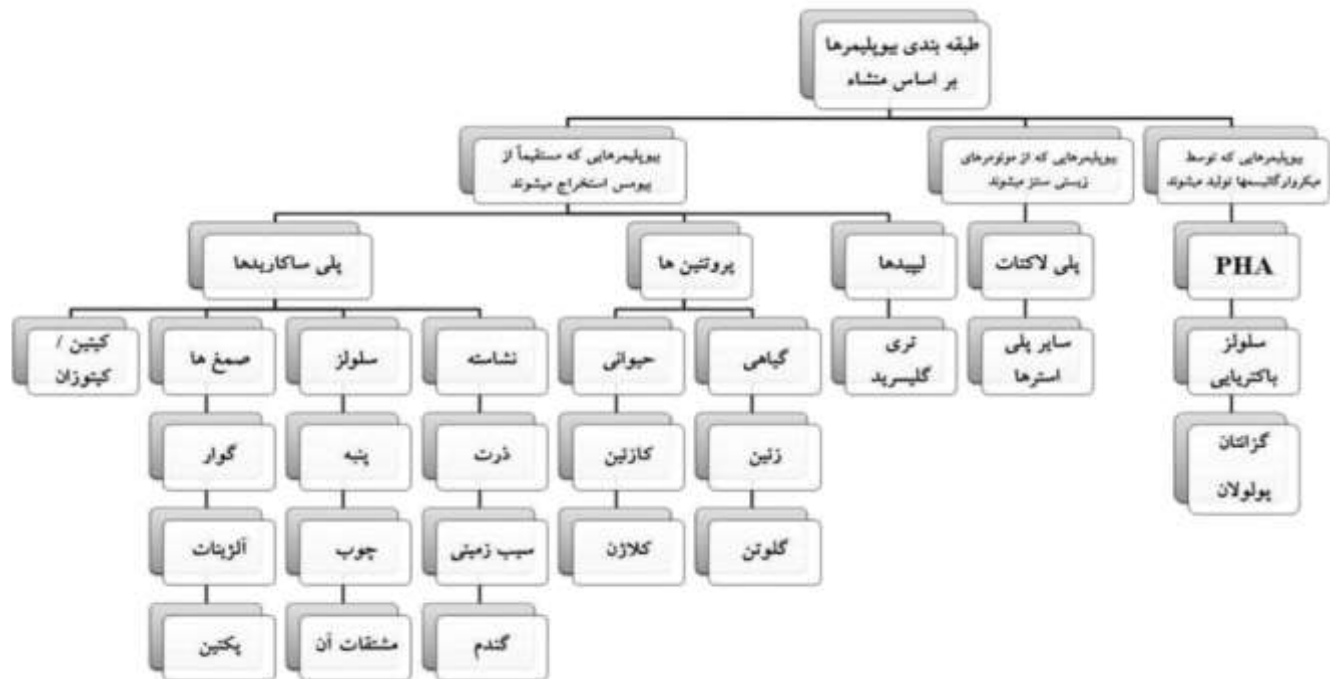 طبقه بندی بیوپلیمرها
بر اساس منشاء
بیوپلیمرهایی که توسط
میکروارگانیسمها تولید میشوند
بیوپلیمرهایی که از مونومرهای
زیستی سنتز میشوند
بیوپلیمرهایی که مستقیماً از
بیومس استخراج میشوند
PHA
پلی لاکتات
لیپیدها
پروتئین ها
پلی ساکاریدها
سلولز
باکتریایی
سایر پلی
استرها
تری
گلیسرید
گیاهی
حیوانی
نشاسته
سلولز
صمغ ها
کیتین /
کیتوزان
گزانتان
پولولان
زئین
کازئین
ذرت
پنبه
گوار
گلوتن
کلاژن
سیب زمینی
چوب
آلژینات
گندم
مشتقات آن
پکتین